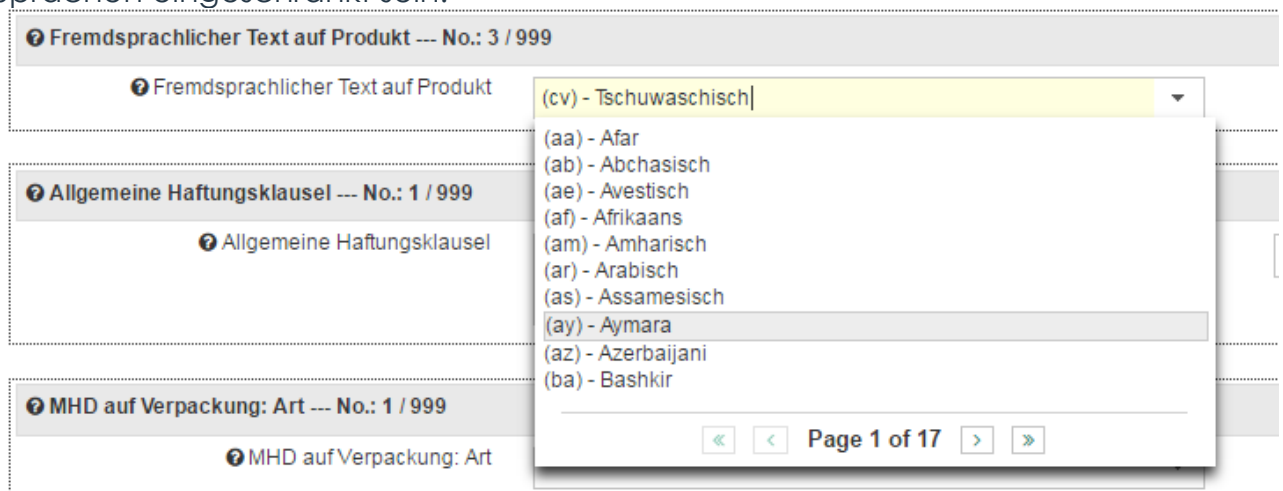 Fremdsprachlicher Text auf Produkt --- No.: 3 / 999
Fremdsprachlicher Text auf Produkt
(cv) - Tschuwaschisch
(aa) - Afar
(ab) - Abchasisch
(ae) - Avestisch
(af) - Afrikaans
(am) - Amharisch
(ar) - Arabisch
(as) - Assamesisch
(ay) - Aymara
(az) - Azerbaijani
(ba) - Bashkir
« < Page 1 of 17 > »
Allgemeine Haftungsklausel --- No.: 1 / 999
Allgemeine Haftungsklausel
MHD auf Verpackung: Art --- No.: 1 / 999
MHD auf Verpackung: Art